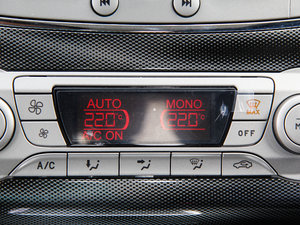 AUTO MONO
22.0°C 22.0°C
A/C ON
MAX
OFF
A/C